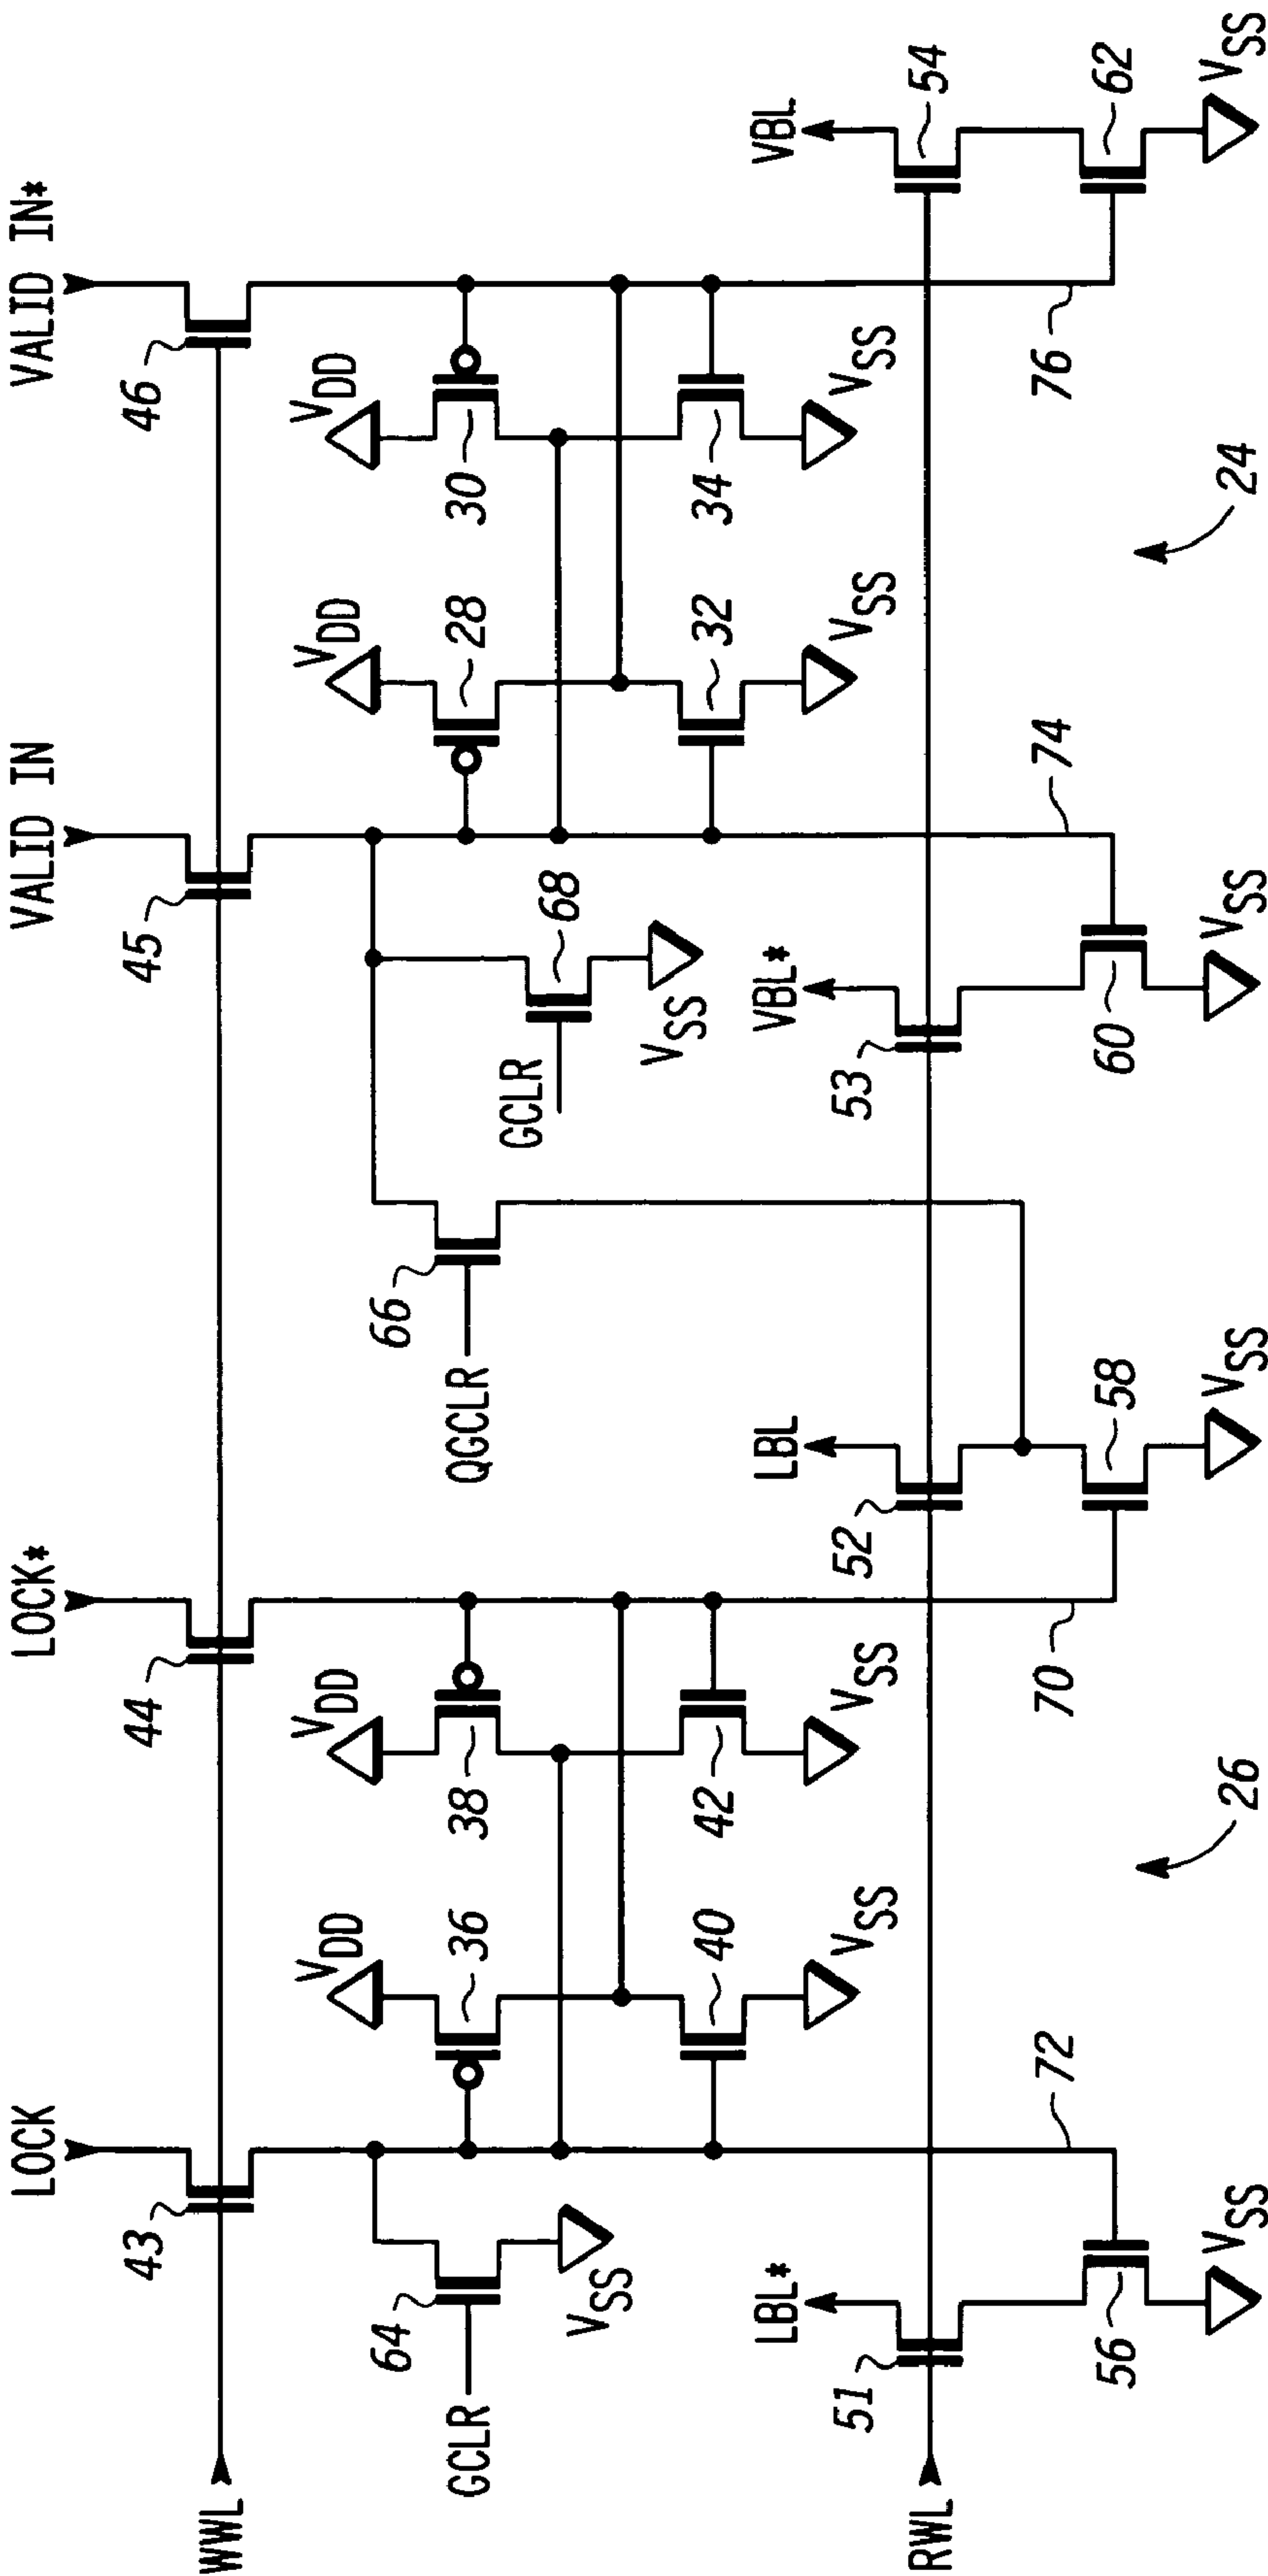 LOCK
LOCK*
VALID IN
VALID IN*
WWL
43
44
45
46
GCLR
64
VSS
VDD
36
VDD
38
QGCLR
66
GCLR
68
VSS
VDD
28
VDD
30
40
VSS
42
VSS
32
VSS
34
VSS
RWL
LBL*
51
LBL
52
VBL*
53
VBL
54
72
70
74
76
56
VSS
58
VSS
60
VSS
62
VSS
26
24